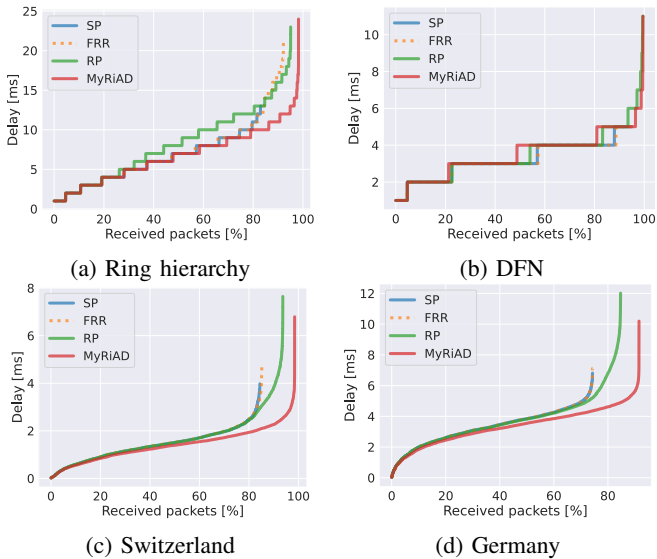 25
20
15
10
5
0
Delay [ms]
SP
FRR
RP
MyRiAD
0 20 40 60 80 100
Received packets [%]
(a) Ring hierarchy
10
8
6
4
2
Delay [ms]
SP
FRR
RP
MyRiAD
0 20 40 60 80 100
Received packets [%]
(b) DFN
8
6
4
2
0
Delay [ms]
SP
FRR
RP
MyRiAD
0 20 40 60 80 100
Received packets [%]
(c) Switzerland
12
10
8
6
4
2
0
Delay [ms]
SP
FRR
RP
MyRiAD
0 20 40 60 80
Received packets [%]
(d) Germany